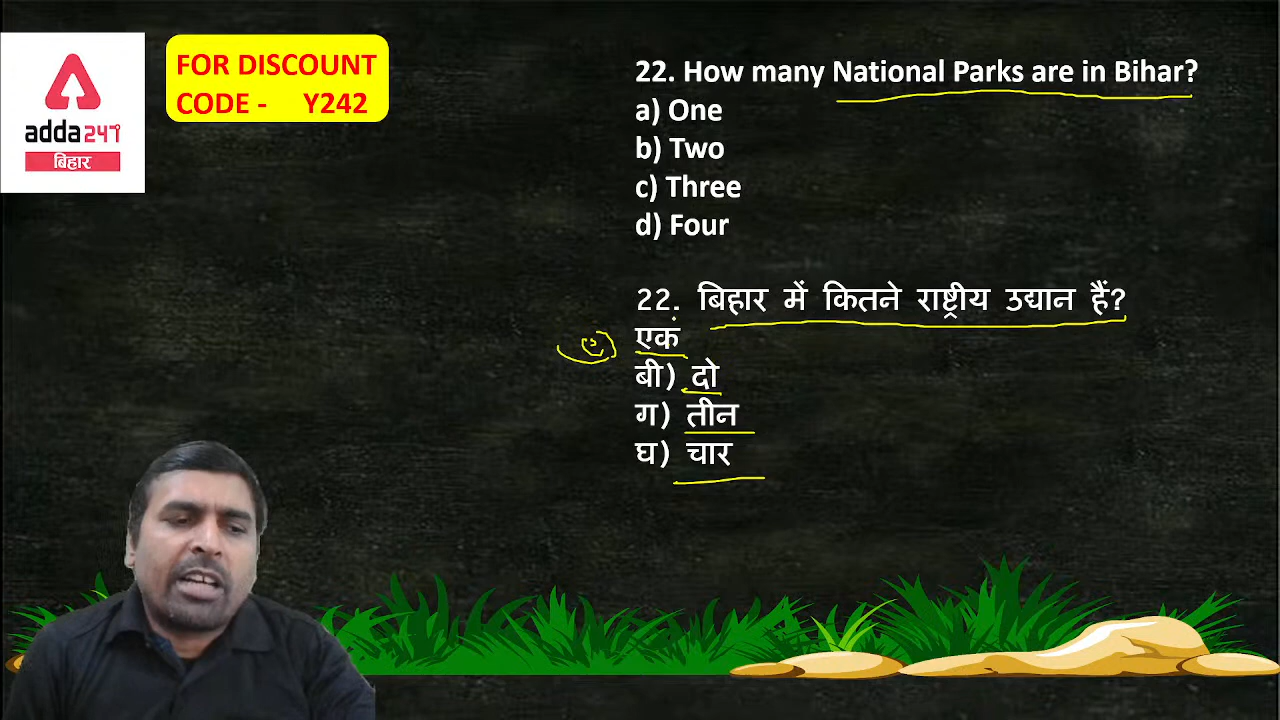 FOR DISCOUNT
CODE - Y242
adda247
बिहार
22. How many National Parks are in Bihar?
a) One
b) Two
c) Three
d) Four
22. बिहार में कितने राष्ट्रीय उद्यान हैं?
एक
बी) दो
ग) तीन
घ) चार